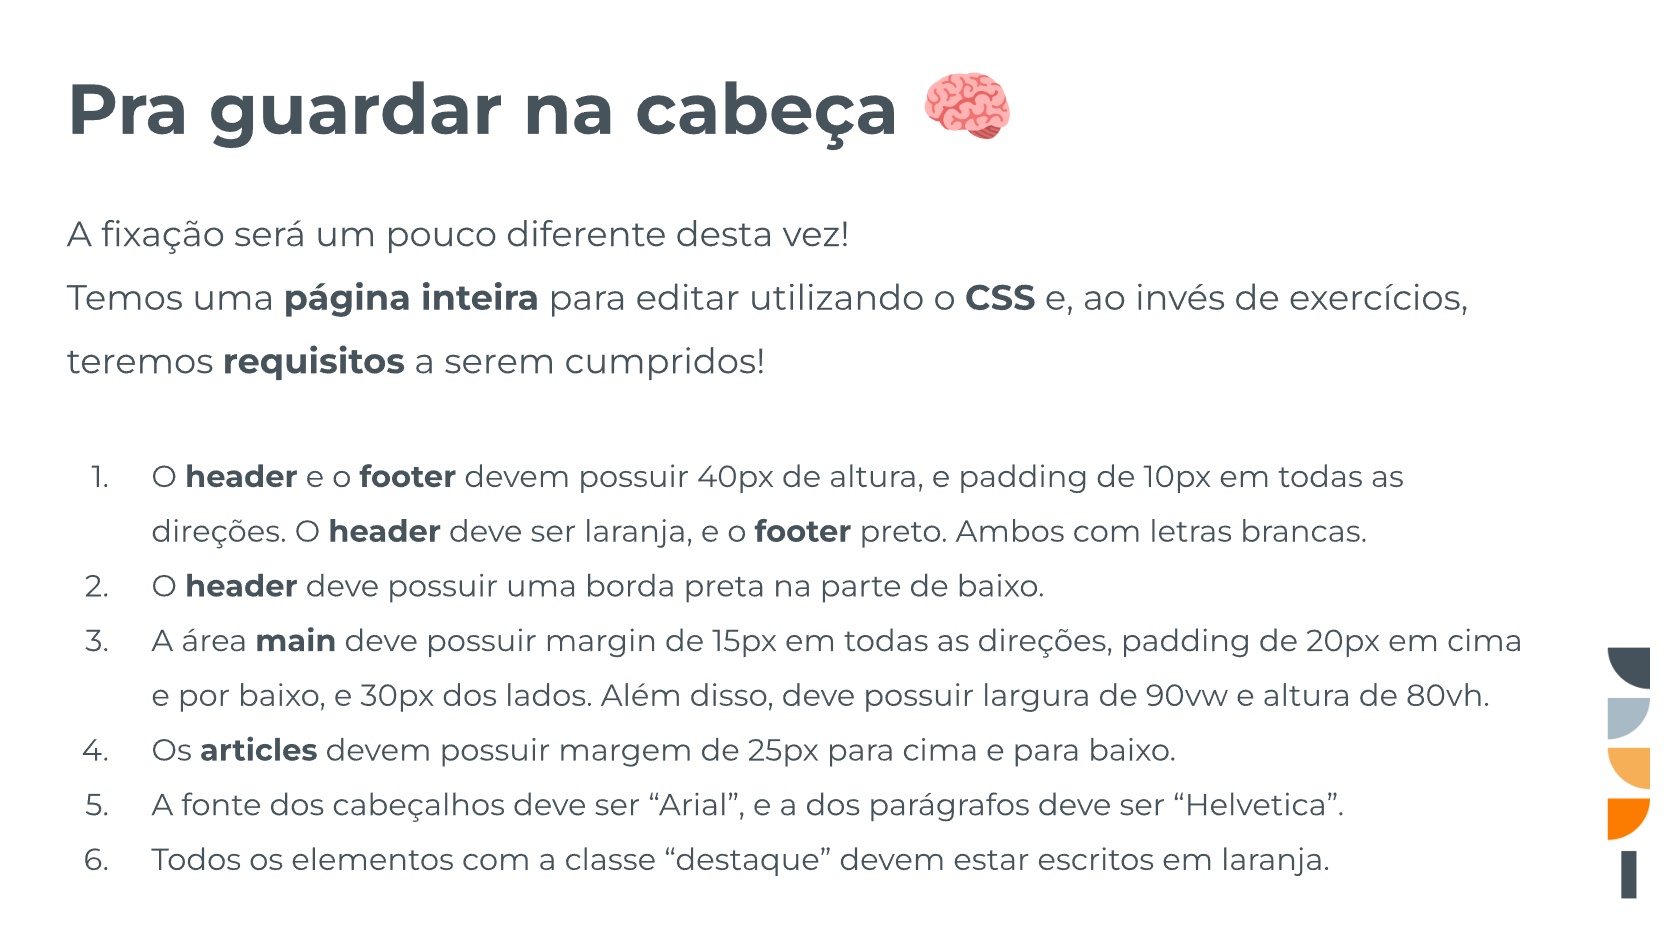 Pra guardar na cabeça 🧠
A fixação será um pouco diferente desta vez!
Temos uma página inteira para editar utilizando o CSS e, ao invés de exercícios,
teremos requisitos a serem cumpridos!
1. O header e o footer devem possuir 40px de altura, e padding de 10px em todas as
direções. O header deve ser laranja, e o footer preto. Ambos com letras brancas.
2. O header deve possuir uma borda preta na parte de baixo.
3. A área main deve possuir margin de 15px em todas as direções, padding de 20px em cima
e por baixo, e 30px dos lados. Além disso, deve possuir largura de 90vw e altura de 80vh.
4. Os articles devem possuir margem de 25px para cima e para baixo.
5. A fonte dos cabeçalhos deve ser “Arial”, e a dos parágrafos deve ser “Helvetica”.
6. Todos os elementos com a classe “destaque” devem estar escritos em laranja.